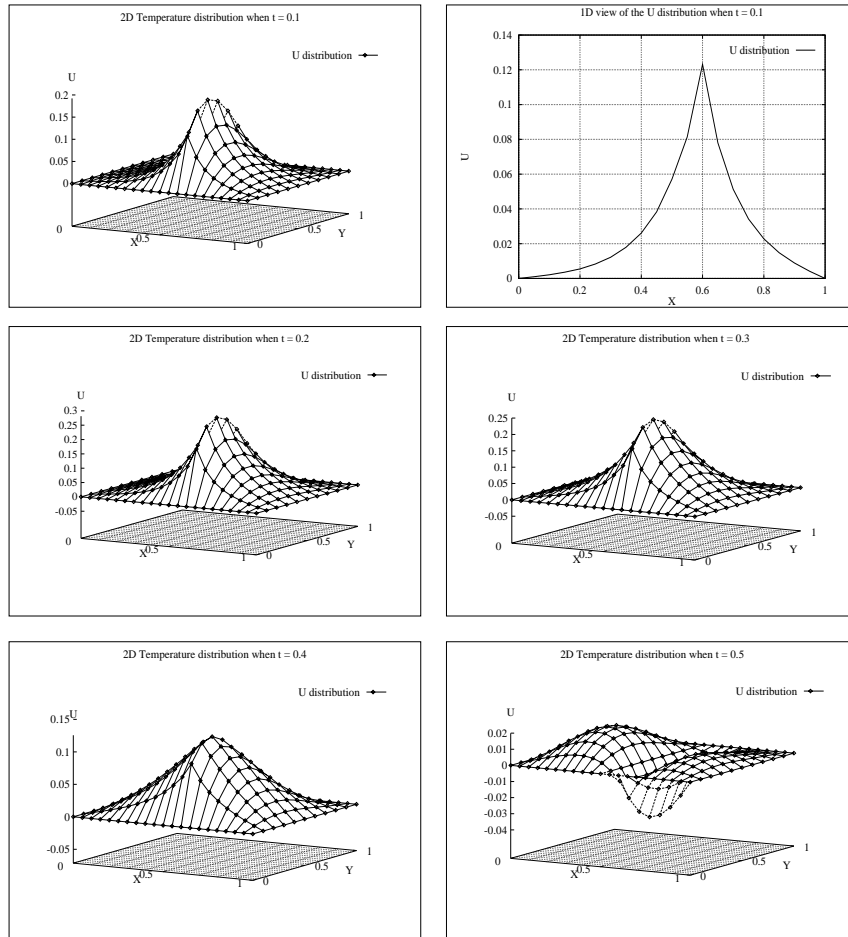 2D Temperature distribution when t = 0.1
U distribution
U
0.2
0.15
0.1
0.05
0
0
X
0.5
1
0
0.5
Y
1
1D view of the U distribution when t = 0.1
U distribution
0.14
0.12
0.1
0.08
0.06
0.04
0.02
0
U
0
0.2
0.4
0.6
0.8
1
X
2D Temperature distribution when t = 0.2
U distribution
U
0.3
0.25
0.2
0.15
0.1
0.05
0
-0.05
0
X
0.5
1
0
0.5
Y
1
2D Temperature distribution when t = 0.3
U distribution
U
0.25
0.2
0.15
0.1
0.05
0
-0.05
0
X
0.5
1
0
0.5
Y
1
2D Temperature distribution when t = 0.4
U distribution
U
0.15
0.1
0.05
0
-0.05
0
X
0.5
1
0
0.5
Y
1
2D Temperature distribution when t = 0.5
U distribution
U
0.02
0.01
0
-0.01
-0.02
-0.03
-0.04
0
X
0.5
1
0
0.5
Y
1